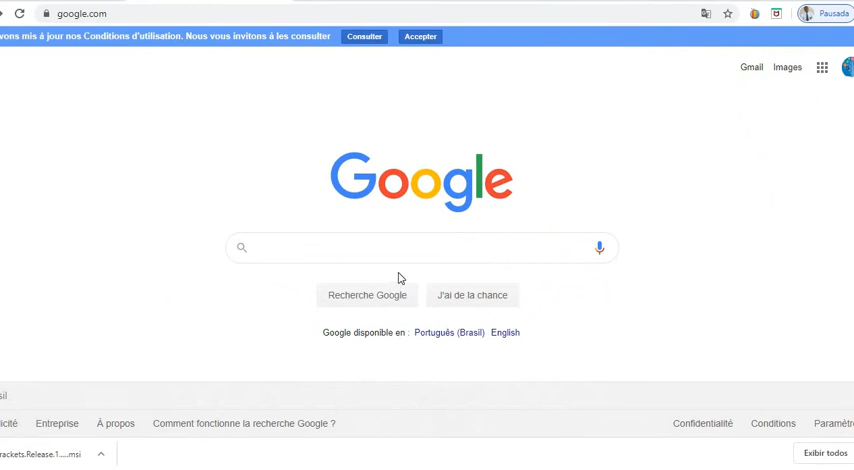 google.com
Pausada
vons mis à jour nos Conditions d'utilisation. Nous vous invitons à les consulter Consulter Accepter
Gmail Images
Google
Recherche Google J'ai de la chance
Google disponible en : Português (Brasil) English
sil
icité Entreprise À propos Comment fonctionne la recherche Google ? Confidentialité Conditions Paramètr
rackets.Release.1.....msi Exibir todos